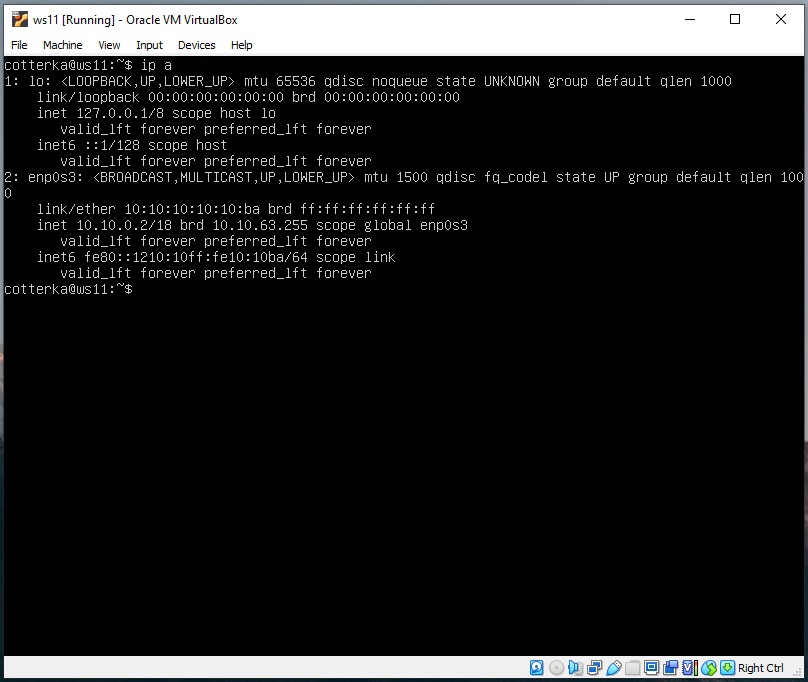 ws11 [Running] - Oracle VM VirtualBox
File Machine View Input Devices Help
cotterka@ws11:~$ ip a
1: lo: <LOOPBACK,UP,LOWER_UP> mtu 65536 qdisc noqueue state UNKNOWN group default qlen 1000
    link/loopback 00:00:00:00:00:00 brd 00:00:00:00:00:00
    inet 127.0.0.1/8 scope host lo
       valid_lft forever preferred_lft forever
    inet6 ::1/128 scope host
       valid_lft forever preferred_lft forever
2: enp0s3: <BROADCAST,MULTICAST,UP,LOWER_UP> mtu 1500 qdisc fq_codel state UP group default qlen 100
0
    link/ether 10:10:10:10:10:ba brd ff:ff:ff:ff:ff:ff
    inet 10.10.0.2/18 brd 10.10.63.255 scope global enp0s3
       valid_lft forever preferred_lft forever
    inet6 fe80::1210:10ff:fe10:10ba/64 scope link
       valid_lft forever preferred_lft forever
cotterka@ws11:~$
Right Ctrl